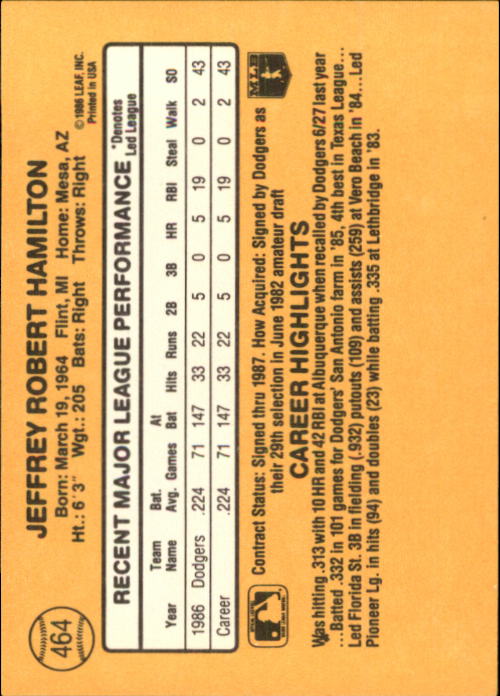 464
JEFFREY ROBERT HAMILTON
Born: March 19, 1964 Flint, MI Home: Mesa, AZ
Ht.: 6'3" Wgt.: 205 Bats: Right Throws: Right
©1986 LEAF, INC.
Printed in USA
RECENT MAJOR LEAGUE PERFORMANCE
*Denotes
Led League
Year Team Name Bat. Avg. Games At Bat Hits Runs 2B 3B HR RBI Steal Walk SO
1986 Dodgers .224 71 147 33 22 5 0 5 19 0 2 43
Career .224 71 147 33 22 5 0 5 19 0 2 43
Contract Status: Signed thru 1987. How Acquired: Signed by Dodgers as
their 29th selection in June 1982 amateur draft
MLB
CAREER HIGHLIGHTS
Was hitting .313 with 10 HR and 42 RBI at Albuquerque when recalled by Dodgers 6/27 last year
...Batted .332 in 101 games for Dodgers' San Antonio farm in '85, 4th best in Texas League...
Led Florida St. 3B in fielding (.932) putouts (109) and assists (259) at Vero Beach in '84...Led
Pioneer Lg. in hits (94) and doubles (23) while batting .335 at Lethbridge in '83.